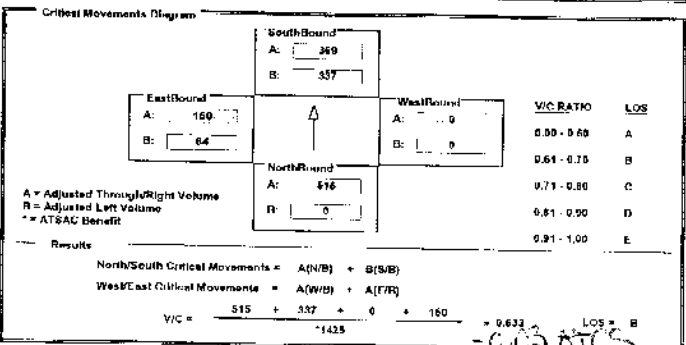 Critical Movements Diagram
SouthBound
A: 369
B: 337
EastBound
A: 150
B: 64
WestBound
A: 0
B: 0
NorthBound
A: 515
B: 0
V/C RATIO LOS
0.00 - 0.60 A
0.61 - 0.70 B
0.71 - 0.80 C
0.81 - 0.90 D
0.91 - 1.00 E
A = Adjusted Through/Right Volume
B = Adjusted Left Volume
* = ATSAC Benefit
Results
North/South Critical Movements = A(N/B) + B(S/B)
West/East Critical Movements = A(W/B) + A(E/B)
V/C = 515 + 337 + 0 + 150
*1425
= 0.632 LOS = B